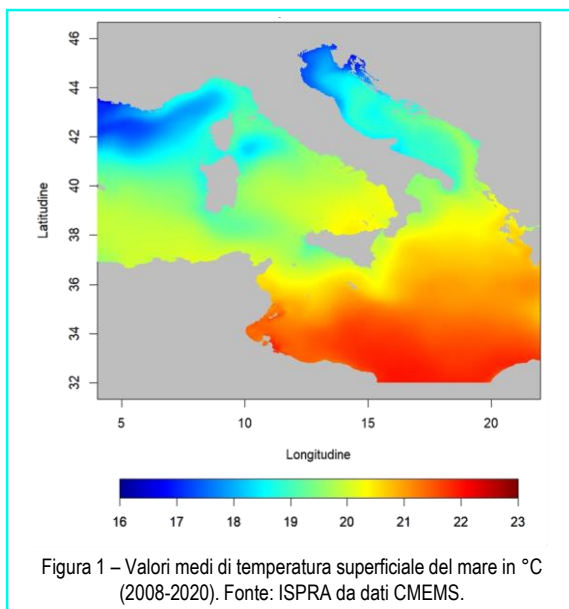 46
44
42
40
38
36
34
32
Latitudine
5 10 15 20
Longitudine
16 17 18 19 20 21 22 23
Figura 1 – Valori medi di temperatura superficiale del mare in °C
(2008-2020). Fonte: ISPRA da dati CMEMS.